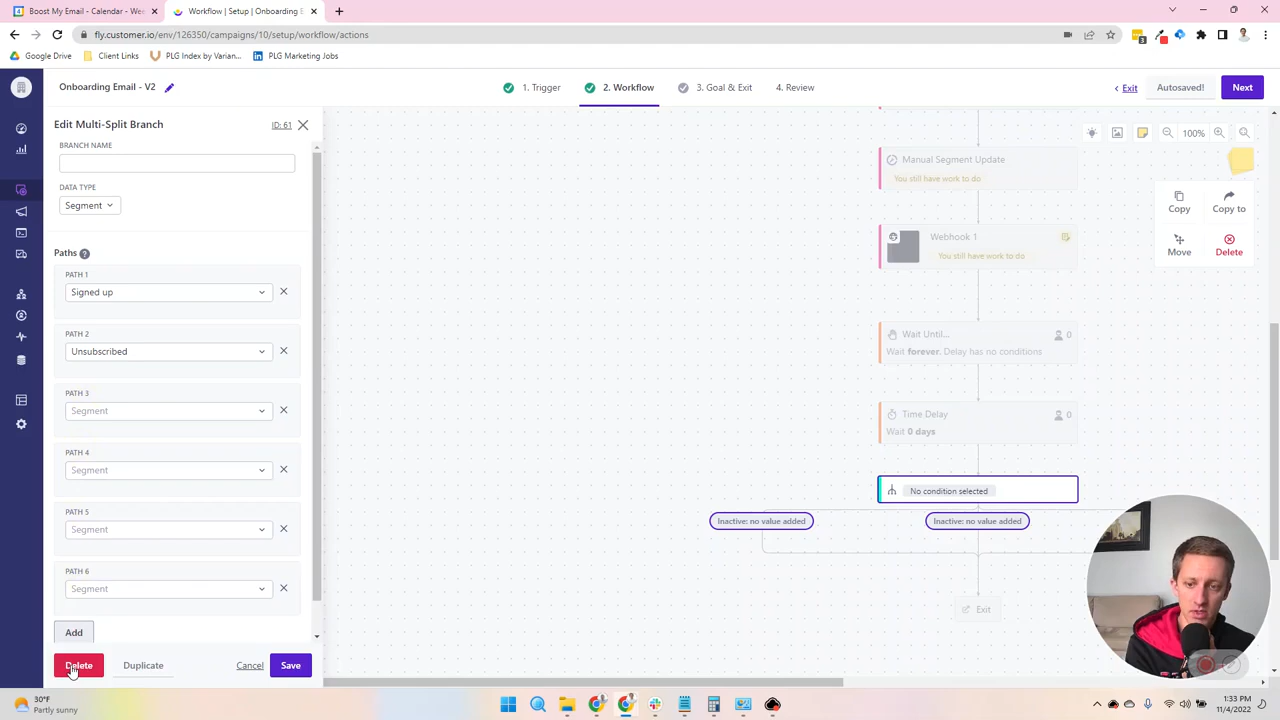 Boost My Email - Calendar - Wee
Workflow | Setup | Onboarding E
fly.customer.io/env/126350/campaigns/10/setup/workflow/actions
3
Google Drive
Client Links
PLG Index by Varian...
PLG Marketing Jobs
Onboarding Email - V2
1. Trigger
2. Workflow
3. Goal & Exit
4. Review
Exit
Autosaved!
Next
Edit Multi-Split Branch
ID: 61
BRANCH NAME
DATA TYPE
Segment
Paths
PATH 1
Signed up
PATH 2
Unsubscribed
PATH 3
Segment
PATH 4
Segment
PATH 5
Segment
PATH 6
Segment
Add
Delete
Duplicate
Cancel
Save
100%
Copy
Copy to
Move
Delete
Manual Segment Update
You still have work to do
Webhook 1
You still have work to do
Wait Until...
0
Wait forever. Delay has no conditions
Time Delay
0
Wait 0 days
No condition selected
Inactive: no value added
Inactive: no value added
Exit
30°F
Partly sunny
1:33 PM
11/4/2022